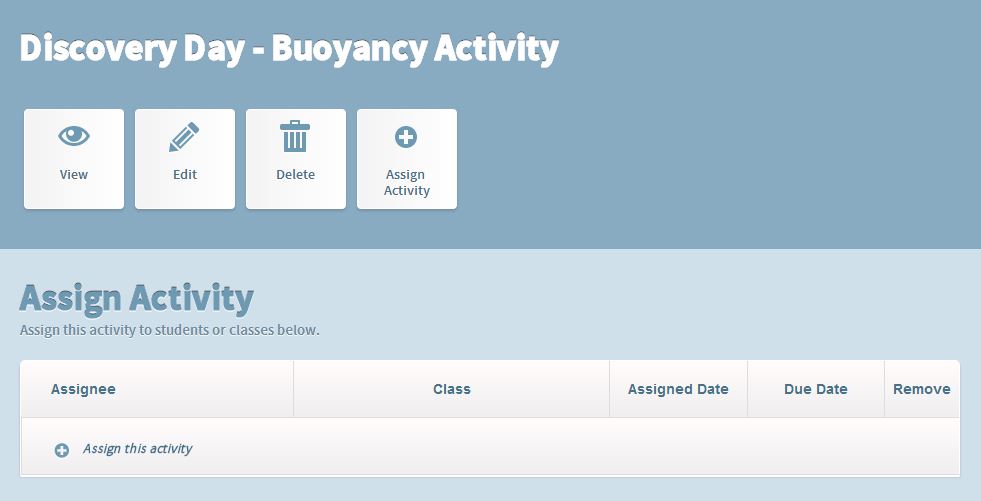 Discovery Day - Buoyancy Activity
View
Edit
Delete
Assign
Activity
Assign Activity
Assign this activity to students or classes below.
Assignee Class Assigned Date Due Date Remove
Assign this activity